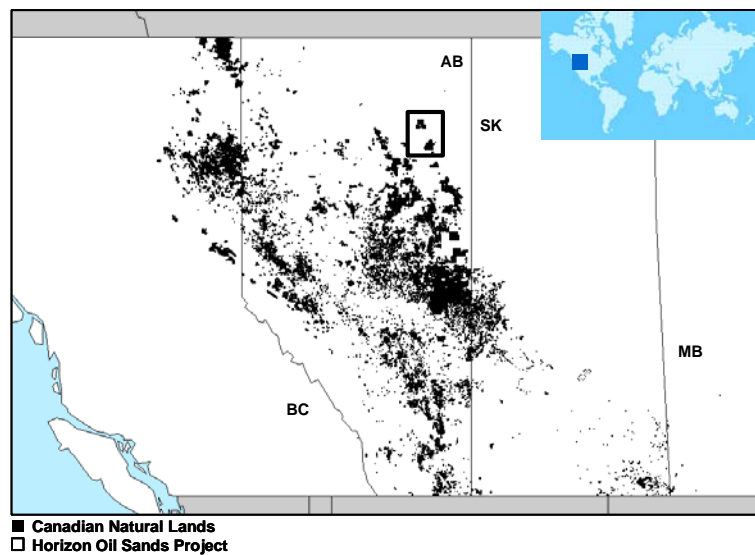 AB
SK
MB
BC
Canadian Natural Lands
Horizon Oil Sands Project